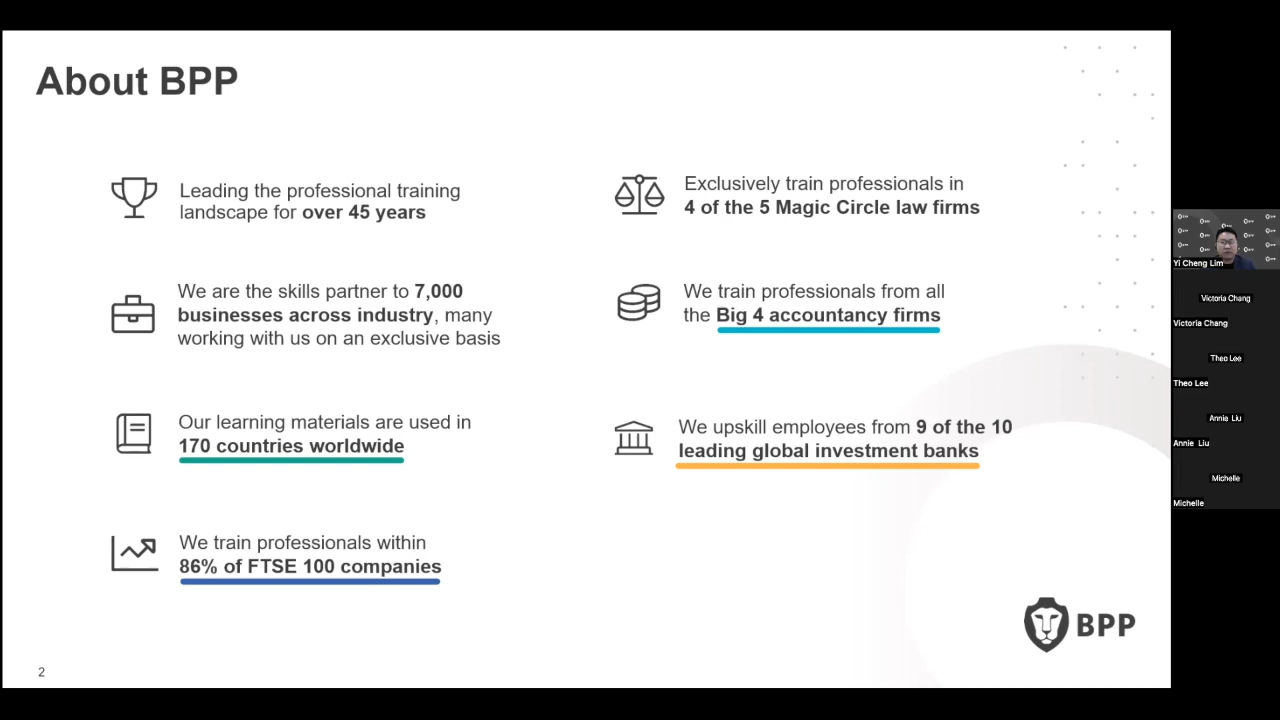 About BPP
Leading the professional training
landscape for over 45 years
We are the skills partner to 7,000
businesses across industry, many
working with us on an exclusive basis
Our learning materials are used in
170 countries worldwide
We train professionals within
86% of FTSE 100 companies
Exclusively train professionals in
4 of the 5 Magic Circle law firms
We train professionals from all
the Big 4 accountancy firms
We upskill employees from 9 of the 10
leading global investment banks
BPP
2
Yi Cheng Lim
Victoria Chang
Victoria Chang
Theo Lee
Theo Lee
Annie Liu
Annie Liu
Michelle
Michelle